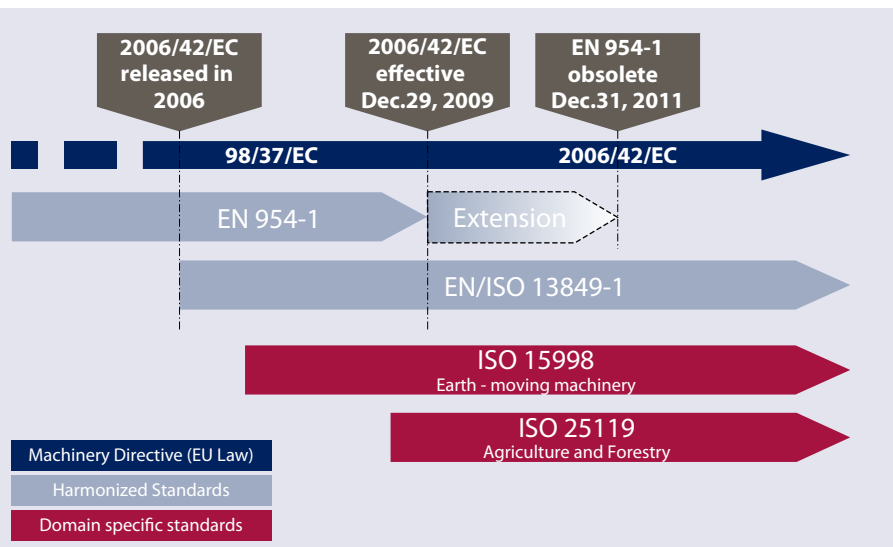 2006/42/EC
released in
2006
2006/42/EC
effective
Dec.29, 2009
EN 954-1
obsolete
Dec.31, 2011
98/37/EC
2006/42/EC
EN 954-1
Extension
EN/ISO 13849-1
ISO 15998
Earth - moving machinery
ISO 25119
Agriculture and Forestry
Machinery Directive (EU Law)
Harmonized Standards
Domain specific standards